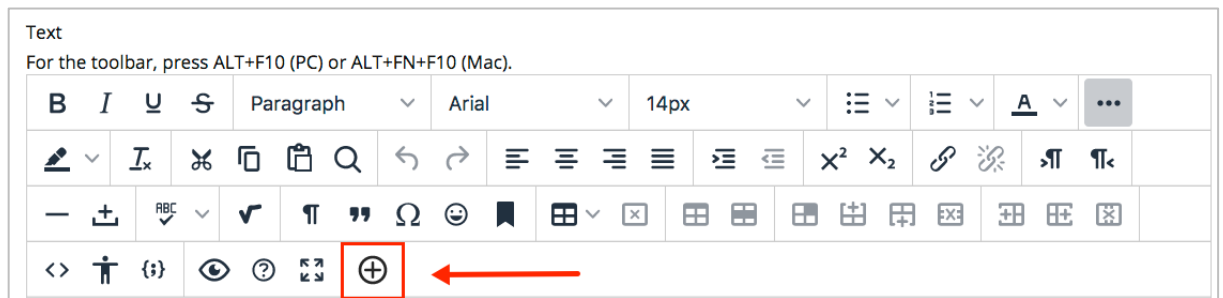 Text
For the toolbar, press ALT+F10 (PC) or ALT+FN+F10 (Mac).
B I U S Paragraph Arial 14px A
X² X₂
ABC